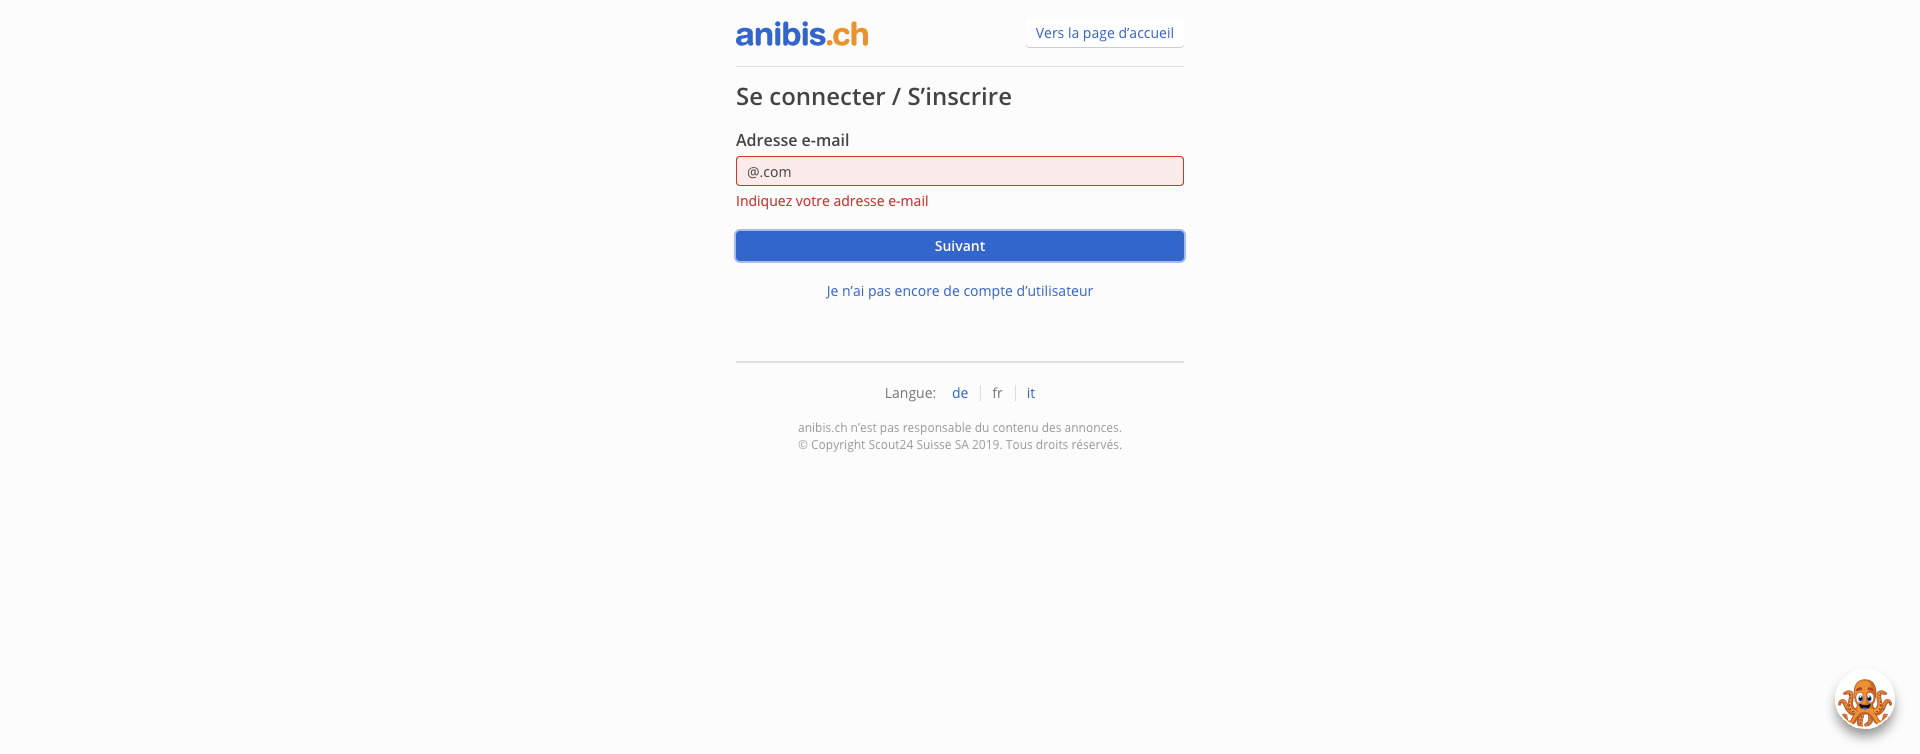 anibis.ch
Vers la page d’accueil
Se connecter / S’inscrire
Adresse e-mail
@.com
Indiquez votre adresse e-mail
Suivant
Je n’ai pas encore de compte d’utilisateur
Langue: de fr it
anibis.ch n’est pas responsable du contenu des annonces.
© Copyright Scout24 Suisse SA 2019. Tous droits réservés.